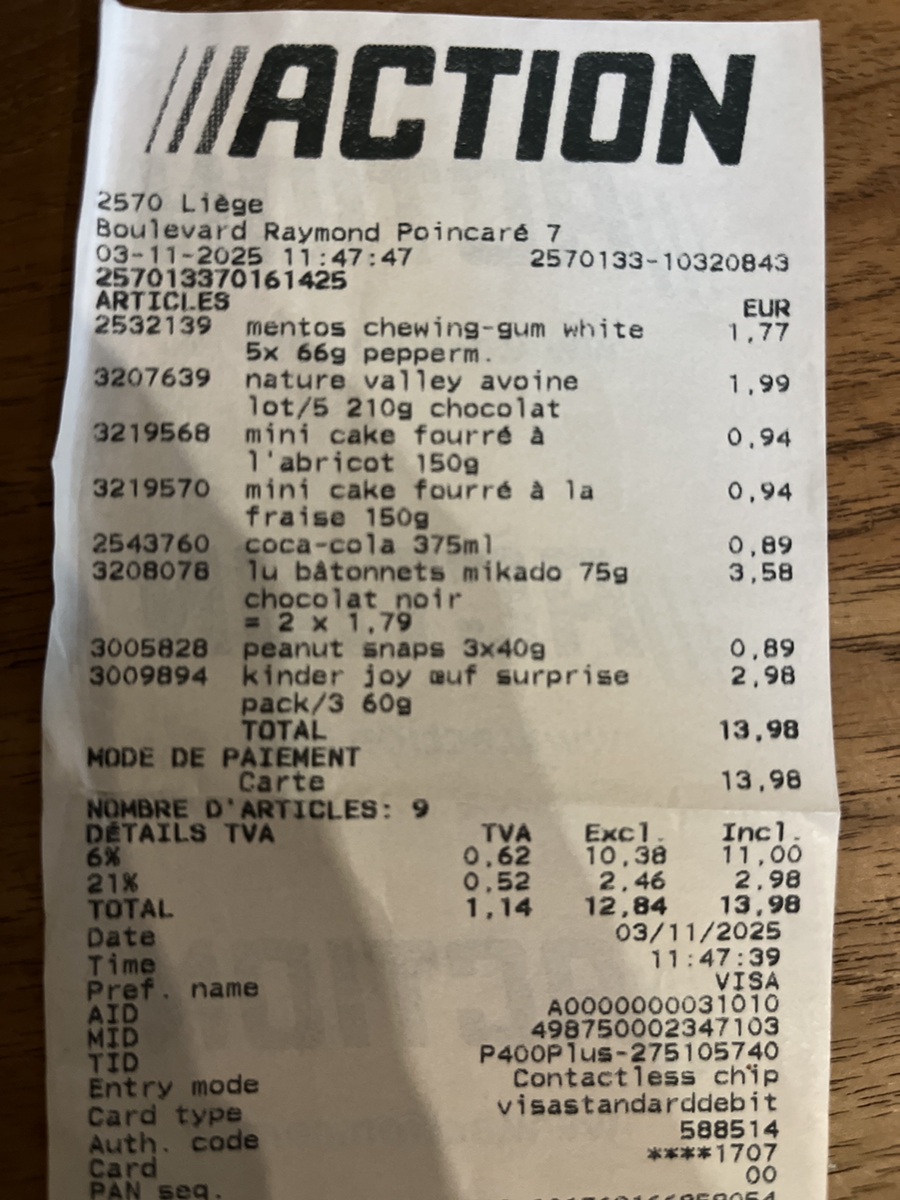 ///ACTION
2570 Liège
Boulevard Raymond Poincaré 7
03-11-2025 11:47:47 2570133-10320843
257013370161425
ARTICLES EUR
2532139 mentos chewing-gum white 1,77
5x 66g pepperm.
3207639 nature valley avoine 1,99
lot/5 210g chocolat
3219568 mini cake fourré à 0,94
l'abricot 150g
3219570 mini cake fourré à la 0,94
fraise 150g
2543760 coca-cola 375ml 0,89
3208078 lu bâtonnets mikado 75g 3,58
chocolat noir
= 2 x 1,79
3005828 peanut snaps 3x40g 0,89
3009894 kinder joy œuf surprise 2,98
pack/3 60g
TOTAL 13,98
MODE DE PAIEMENT
Carte 13,98
NOMBRE D'ARTICLES: 9
DÉTAILS TVA TVA Excl. Incl.
6% 0,62 10,38 11,00
21% 0,52 2,46 2,98
TOTAL 1,14 12,84 13,98
Date 03/11/2025
Time 11:47:39
Pref. name VISA
AID A0000000031010
MID 498750002347103
TID P400Plus-275105740
Entry mode Contactless chip
Card type visastandarddebit
Auth. code 588514
Card ****1707
PAN seq. 00